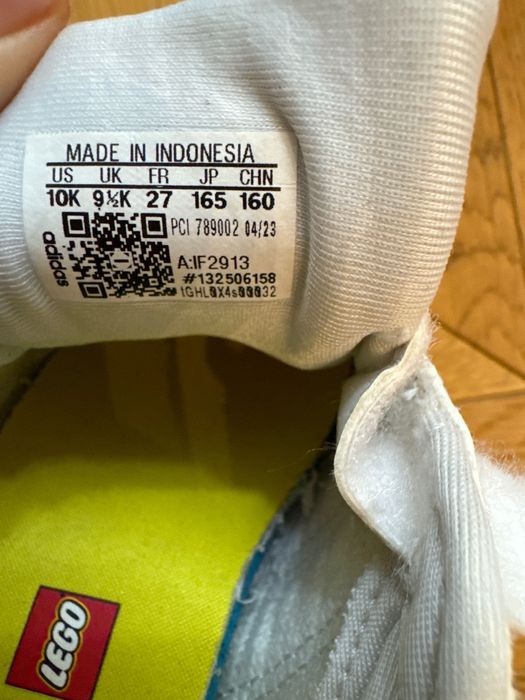 MADE IN INDONESIA
US UK FR JP CHN
10K 9½K 27 165 160
adidas
PCI 789002 04/23
A:IF2913
#132506158
LEGO